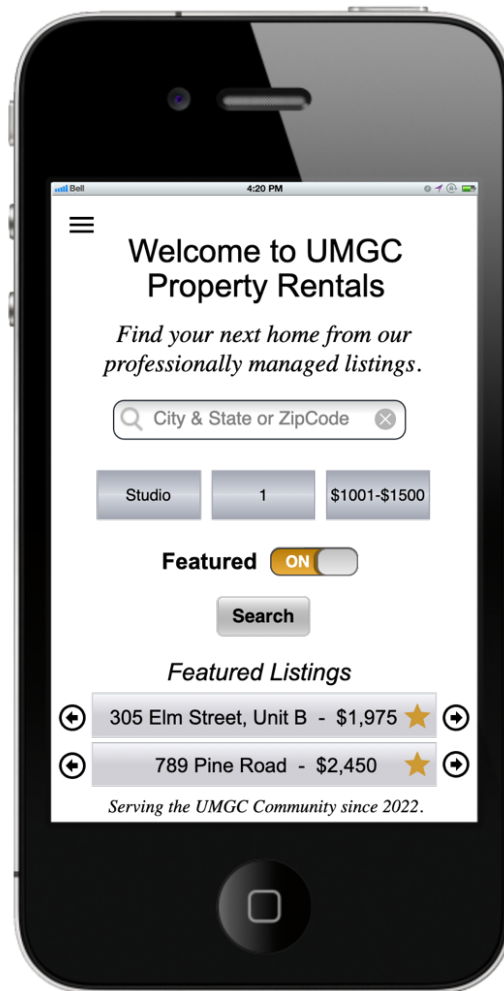 Bell 4:20 PM
Welcome to UMGC
Property Rentals
Find your next home from our
professionally managed listings.
City & State or ZipCode
Studio 1 $1001-$1500
Featured ON
Search
Featured Listings
305 Elm Street, Unit B - $1,975
789 Pine Road - $2,450
Serving the UMGC Community since 2022.